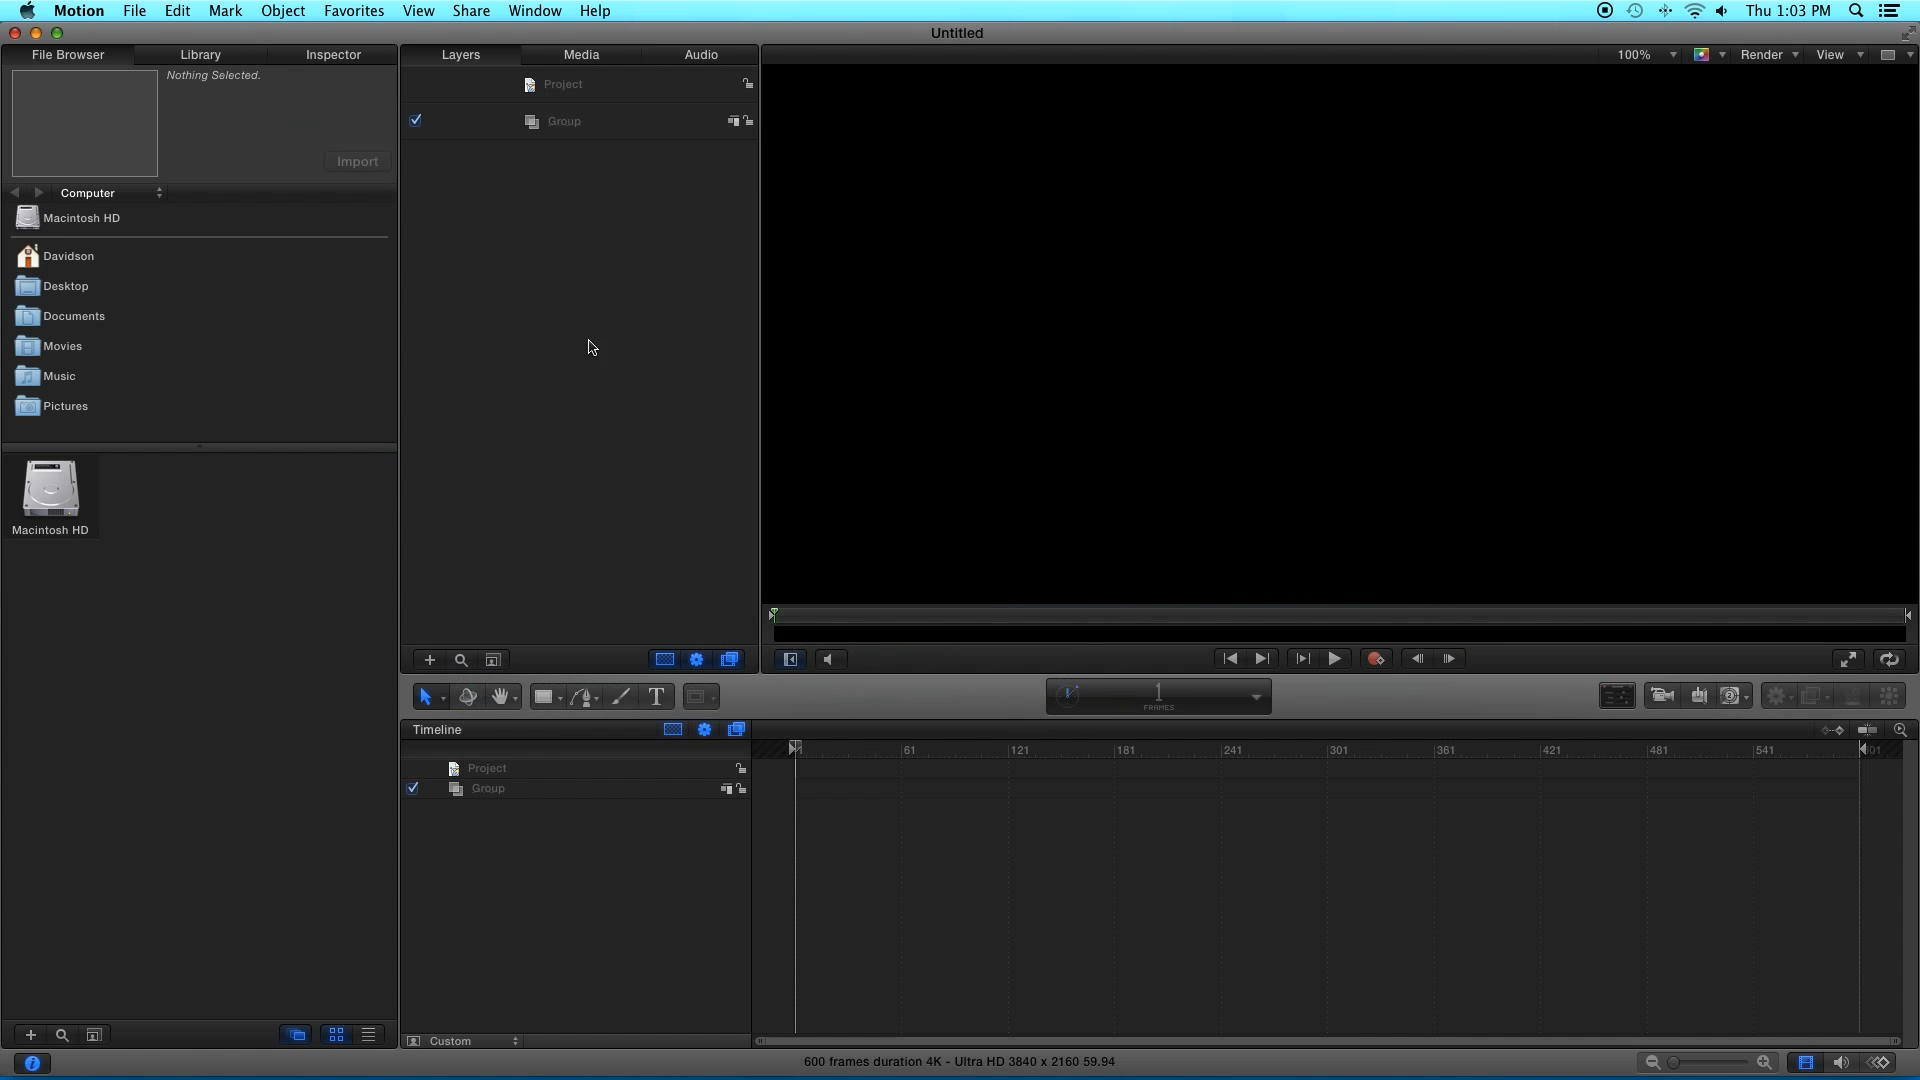 Motion File Edit Mark Object Favorites View Share Window Help Thu 1:03 PM
Untitled
File Browser Library Inspector Layers Media Audio 100% Render View
Nothing Selected.
Project
Group
Import
Computer
Macintosh HD
Davidson
Desktop
Documents
Movies
Music
Pictures
Macintosh HD
T 1
FRAMES
Timeline
61 121 181 241 301 361 421 481 541
Project
Group
Custom
600 frames duration 4K - Ultra HD 3840 x 2160 59.94